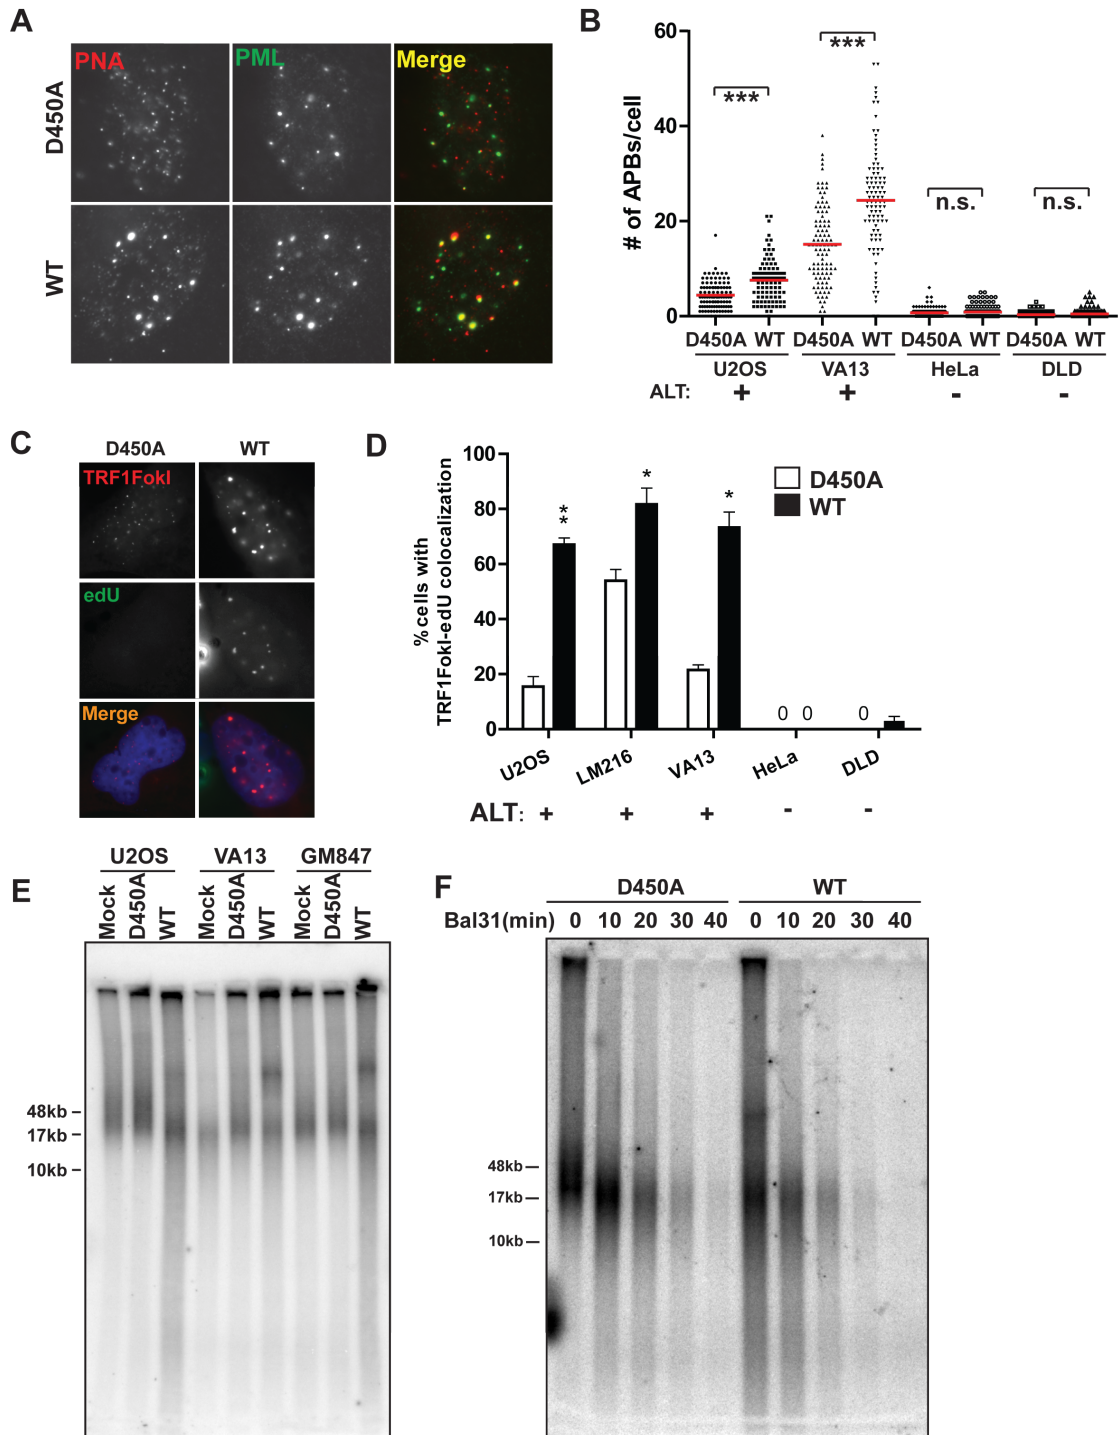 A
PNA PML Merge
D450A
WT
B
# of APBs/cell
60
40
20
0
*** *** n.s. n.s.
D450A WT D450A WT D450A WT D450A WT
U2OS VA13 HeLa DLD
ALT: + + - -
C
D450A WT
TRF1FokI
edU
Merge
D
%cells with
TRF1FokI-edU colocalization
100
80
60
40
20
0
** * *
0 0 0
D450A
WT
U2OS LM216 VA13 HeLa DLD
ALT: + + + - -
E
U2OS VA13 GM847
Mock D450A WT Mock D450A WT Mock D450A WT
48kb
17kb
10kb
F
D450A WT
Bal31(min) 0 10 20 30 40 0 10 20 30 40
48kb
17kb
10kb